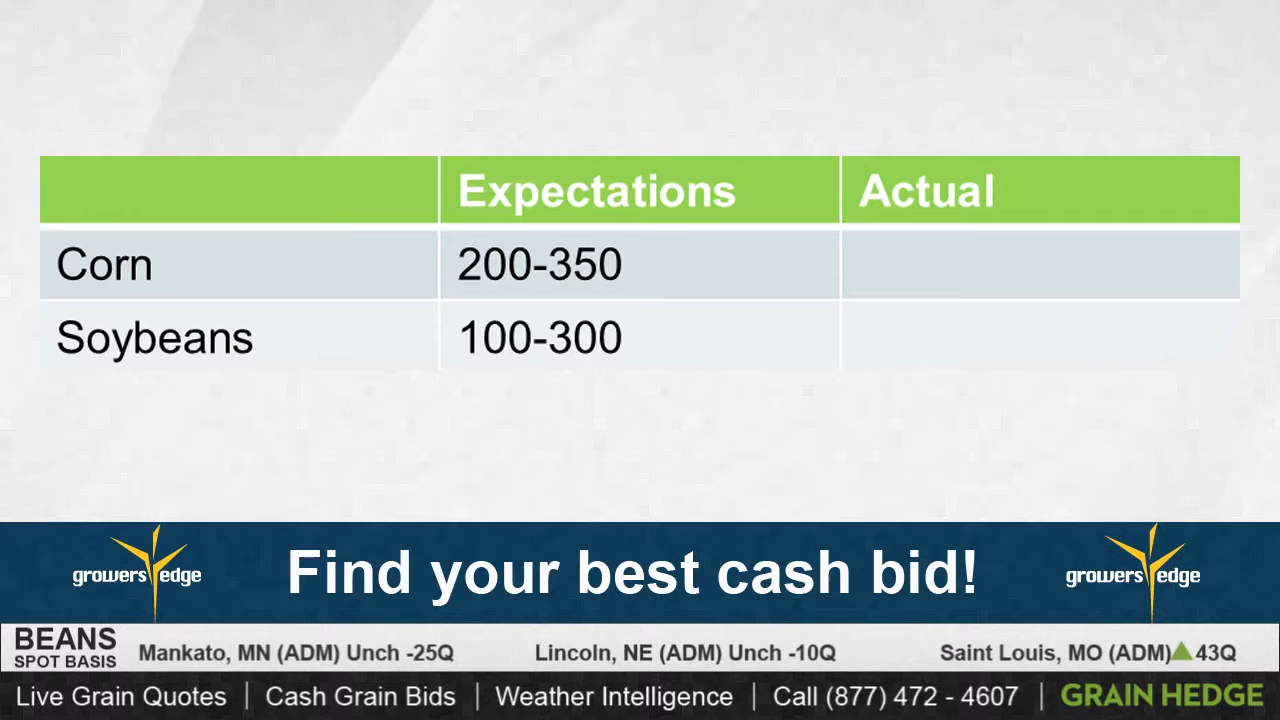 Expectations Actual
Corn 200-350
Soybeans 100-300
growers edge Find your best cash bid! growers edge
BEANS
SPOT BASIS Mankato, MN (ADM) Unch -25Q Lincoln, NE (ADM) Unch -10Q Saint Louis, MO (ADM) 43Q
Live Grain Quotes | Cash Grain Bids | Weather Intelligence | Call (877) 472 - 4607 | GRAIN HEDGE